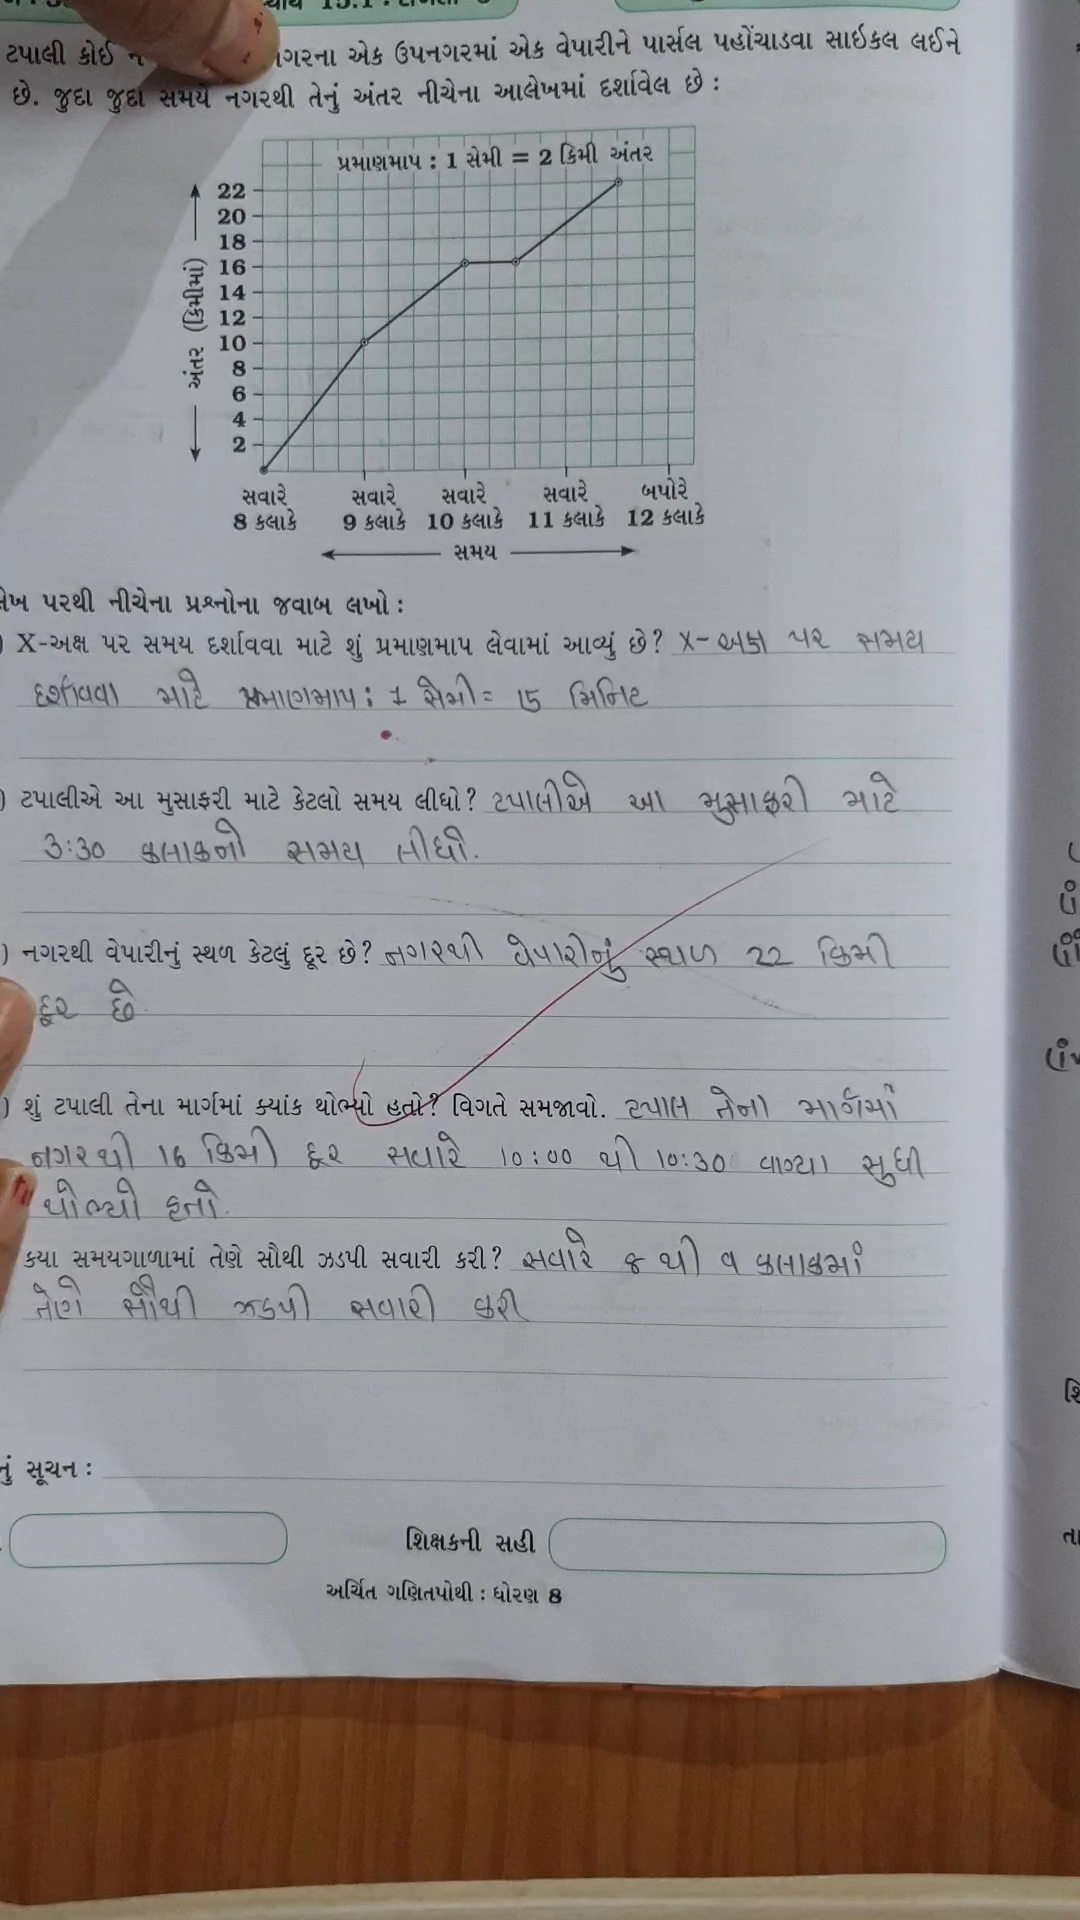 ટપાલી કોઈ ગરના એક ઉપનગરમાં એક વેપારીને પાર્સલ પહોંચાડવા સાઇકલ લઈને
છે. જુદા જુદા સમયે નગરથી તેનું અંતર નીચેના આલેખમાં દર્શાવેલ છે :
પ્રમાણમાપ : 1 સેમી = 2 કિમી અંતર
અંતર (કિમીમાં)
22
20
18
16
14
12
10
8
6
4
2
સવારે સવારે સવારે સવારે બપોરે
8 કલાકે 9 કલાકે 10 કલાકે 11 કલાકે 12 કલાકે
સમય
લેખ પરથી નીચેના પ્રશ્નોના જવાબ લખો :
) X-અક્ષ પર સમય દર્શાવવા માટે શું પ્રમાણમાપ લેવામાં આવ્યું છે? X-અક્ષ પર સમય
દર્શાવવા માટે પ્રમાણમાપ : 1 સેમી = 15 મિનિટ
) ટપાલીએ આ મુસાફરી માટે કેટલો સમય લીધો? ટપાલીએ આ મુસાફરી માટે
3:30 કલાકનો સમય લીધો.
) નગરથી વેપારીનું સ્થળ કેટલું દૂર છે? નગરથી વેપારીનું સ્થળ 22 કિમી
દૂર છે.
) શું ટપાલી તેના માર્ગમાં ક્યાંક થોભ્યો હતો? વિગતે સમજાવો. ટપાલ તેના માર્ગમાં
નગરથી 16 કિમી દૂર સવારે 10:00 થી 10:30 વાગ્યા સુધી
થોભ્યો હતો.
ક્યા સમયગાળામાં તેણે સૌથી ઝડપી સવારી કરી? સવારે ૮ થી ૯ કલાકમાં
તેણે સૌથી ઝડપી સવારી કરી
નું સૂચન :
શિક્ષકની સહી
અર્ચિત ગણિતપોથી : ધોરણ 8